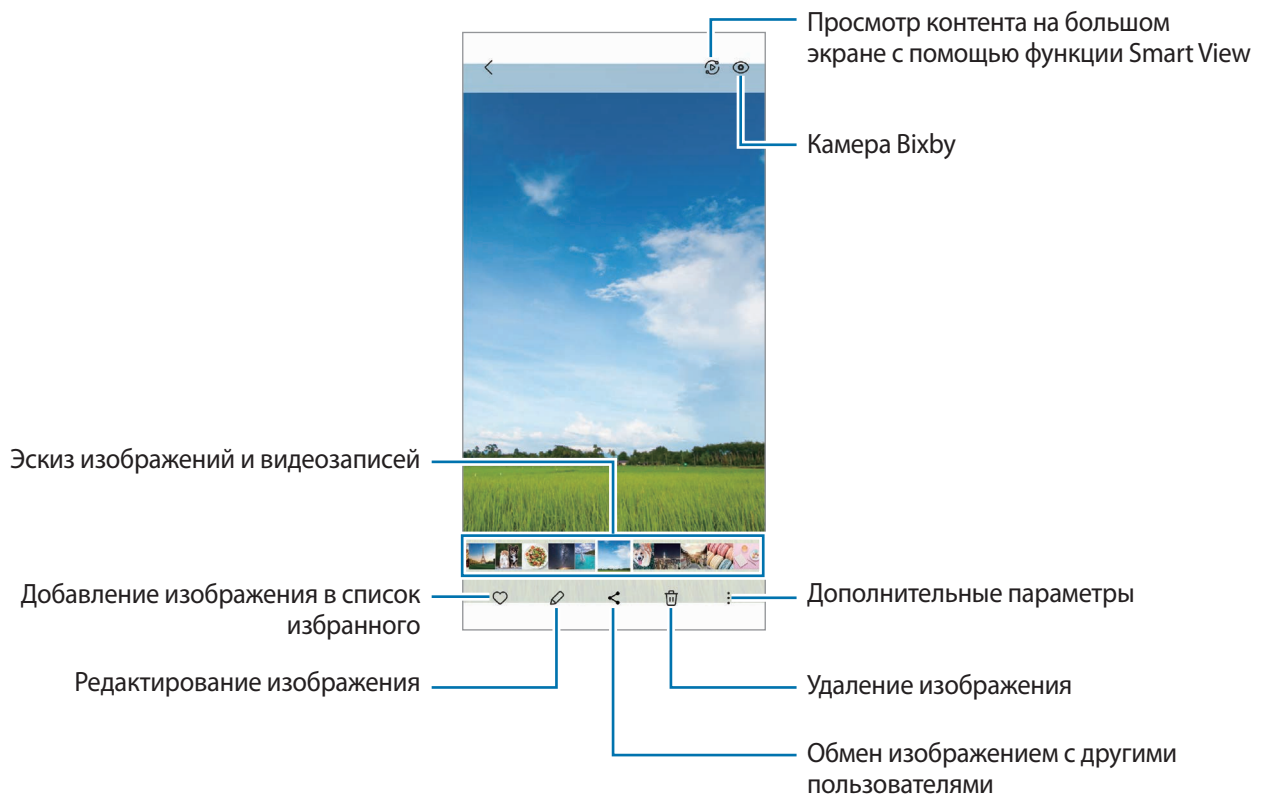 Просмотр контента на большом
экране с помощью функции Smart View
Камера Bixby
Эскиз изображений и видеозаписей
Добавление изображения в список
избранного
Дополнительные параметры
Редактирование изображения
Удаление изображения
Обмен изображением с другими
пользователями